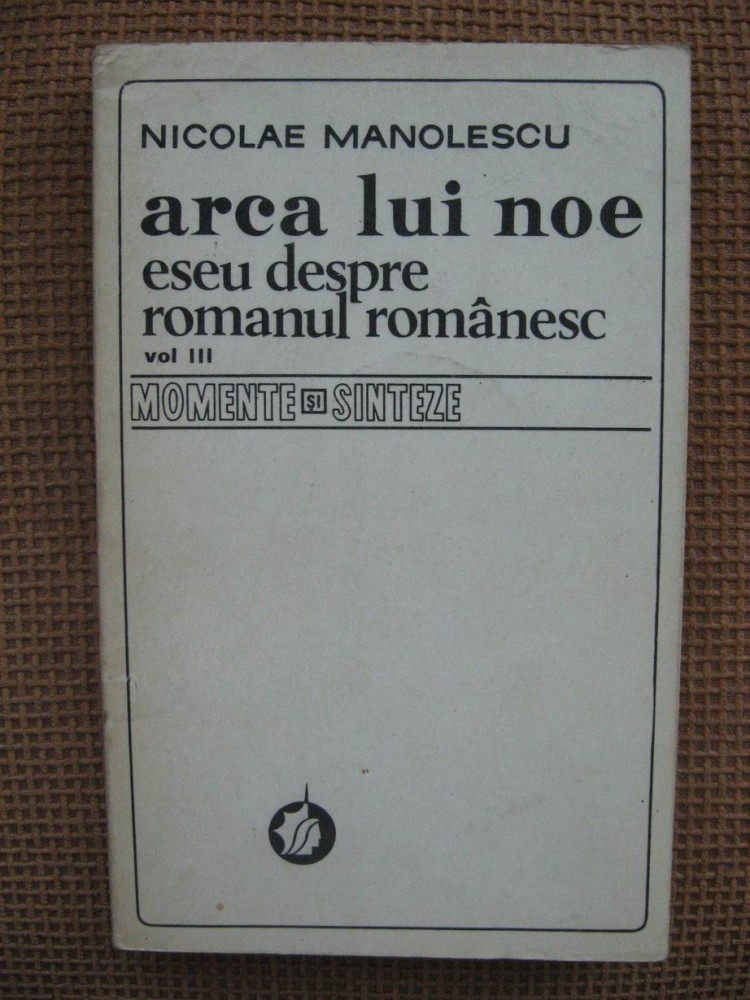 NICOLAE MANOLESCU
arca lui noe
eseu despre
romanul românesc
vol III
MOMENTE ȘI SINTEZE